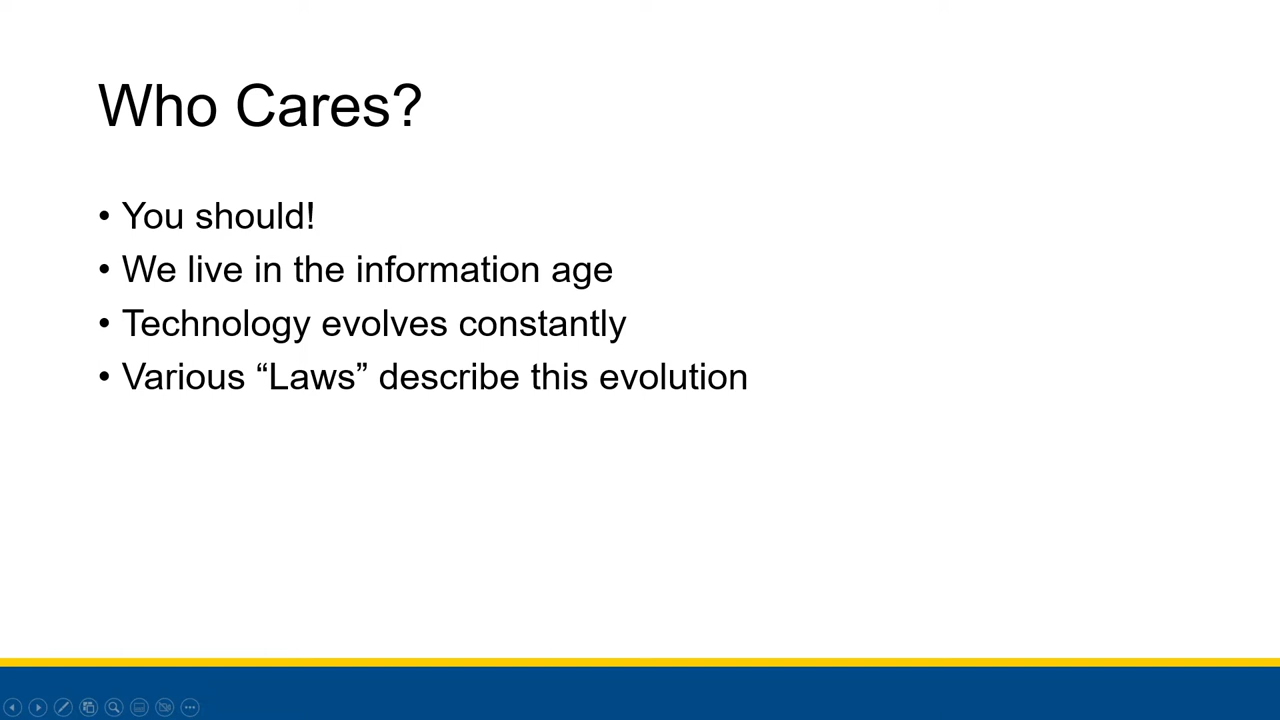 Who Cares?
• You should!
• We live in the information age
• Technology evolves constantly
• Various “Laws” describe this evolution